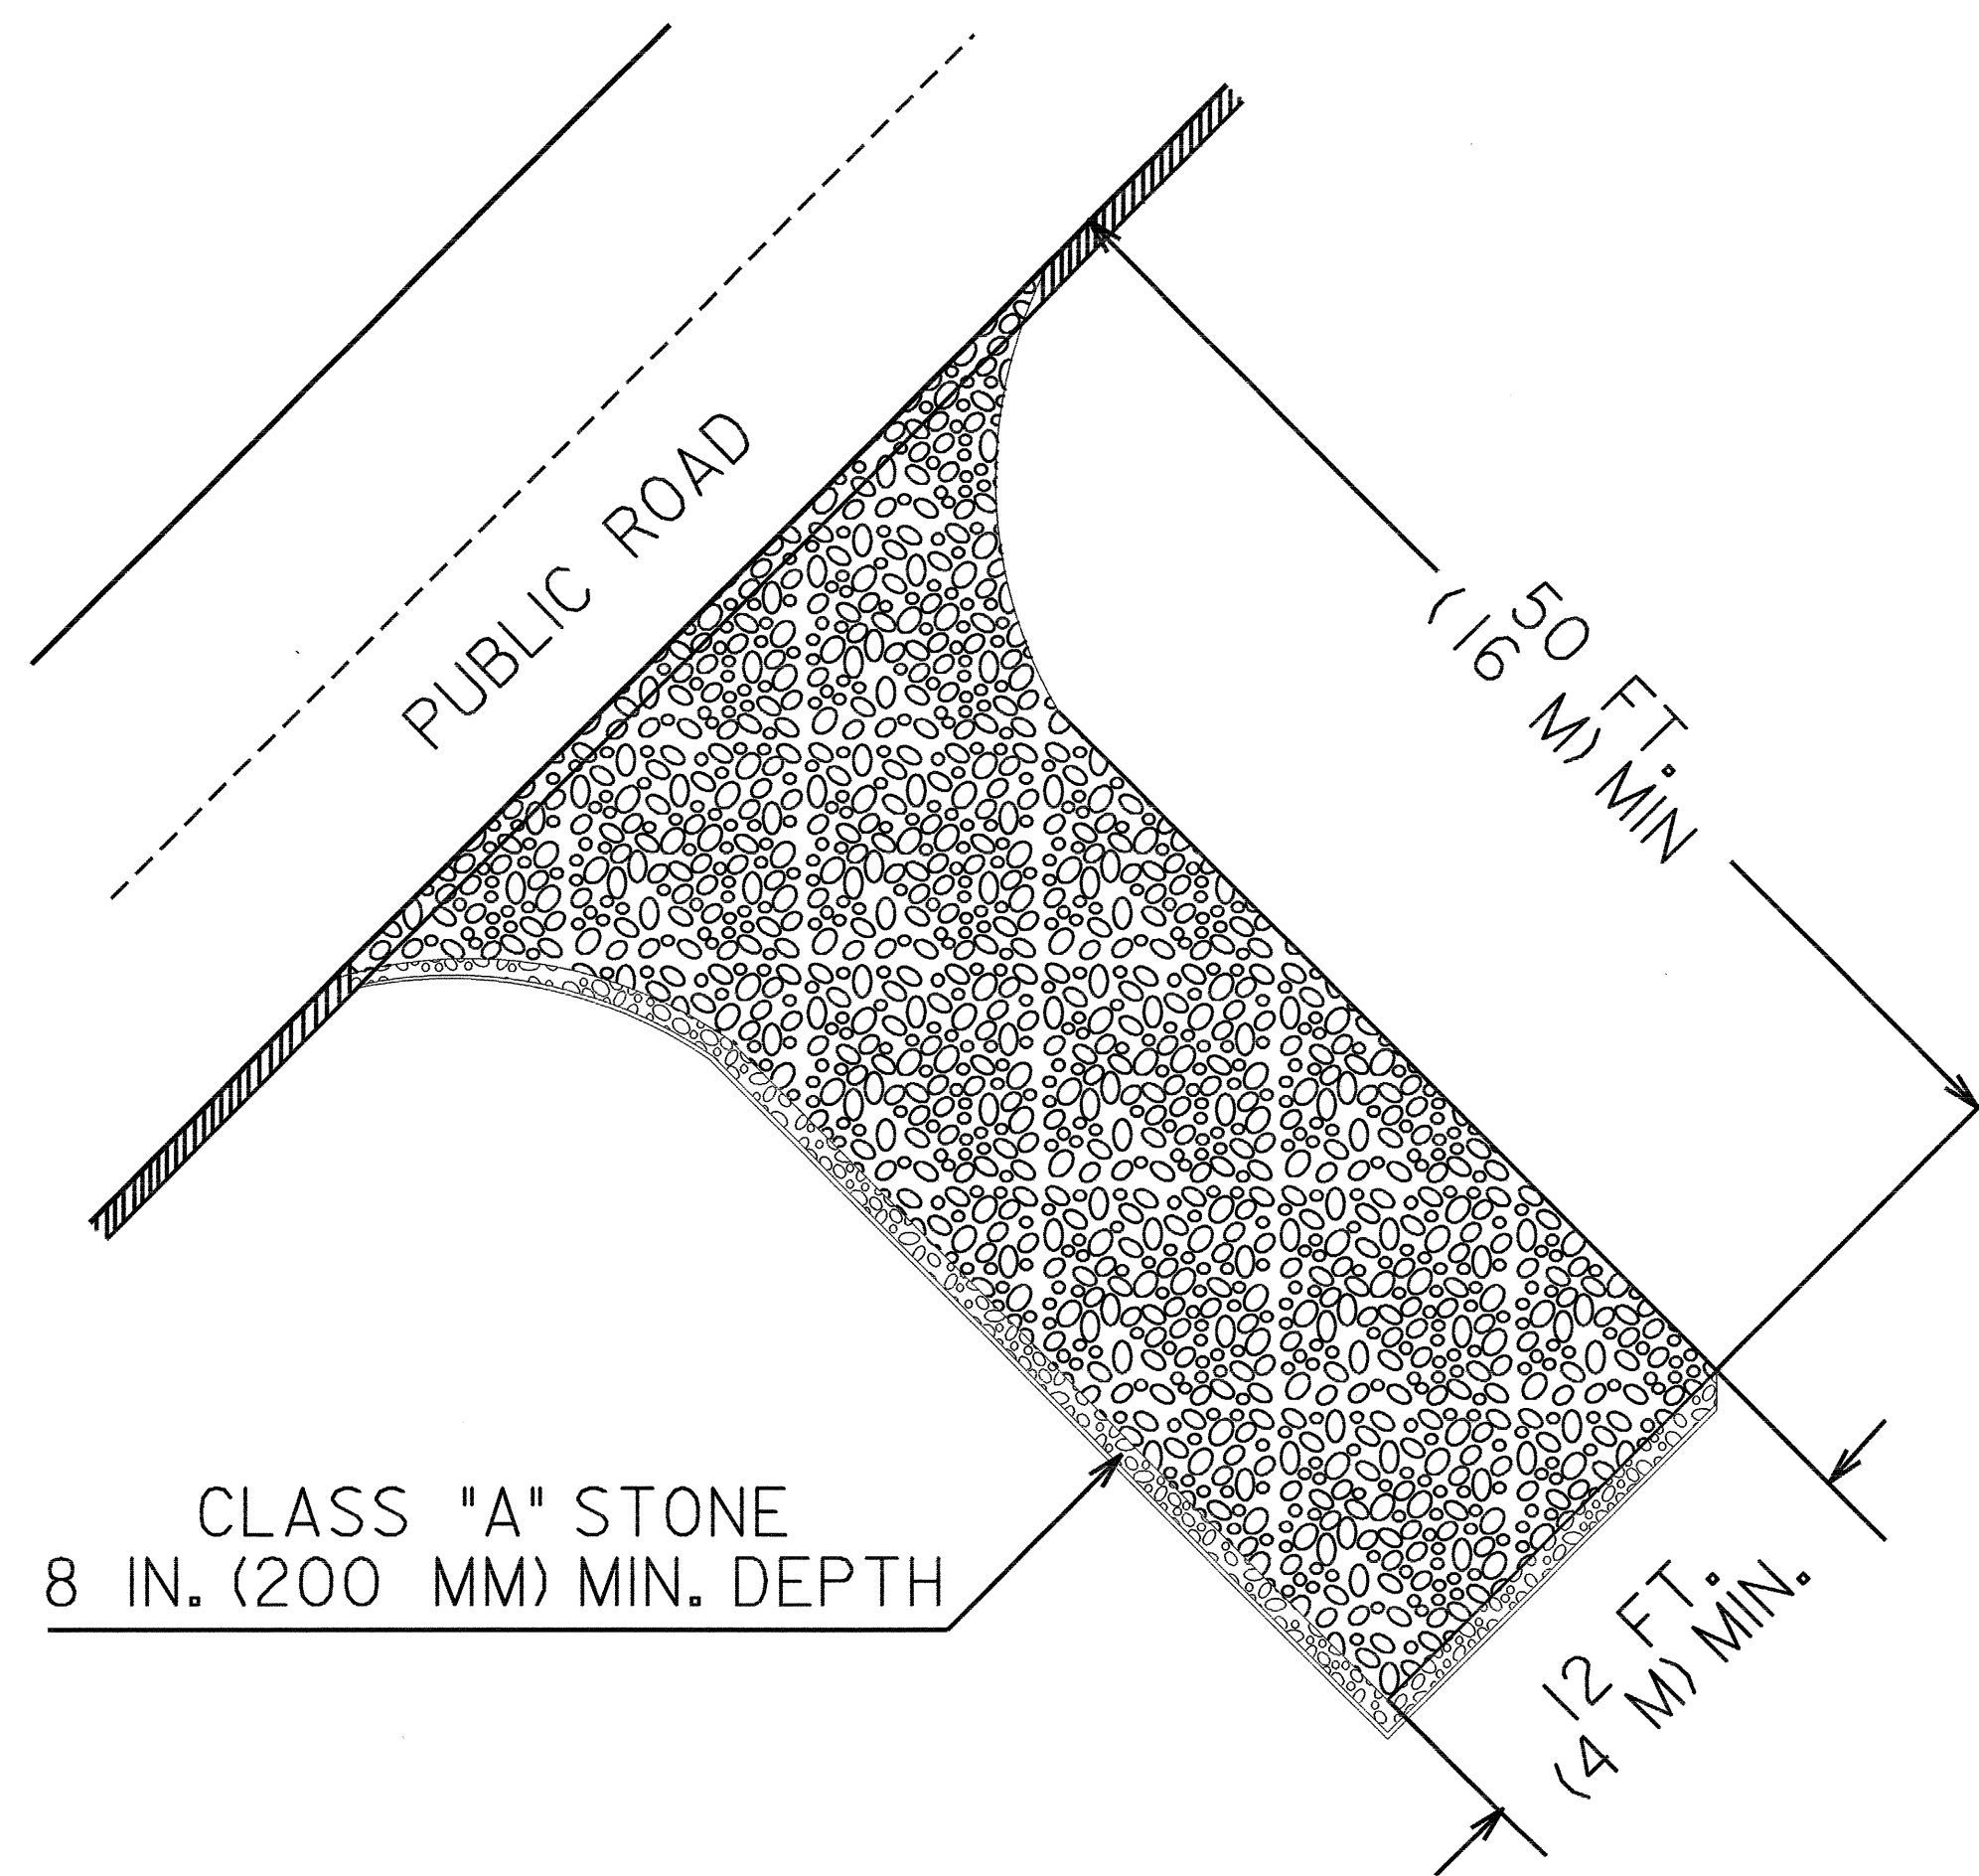 PUBLIC ROAD
50 FT.
(16 M) MIN
CLASS "A" STONE
8 IN. (200 MM) MIN. DEPTH
12 FT.
(4 M) MIN.